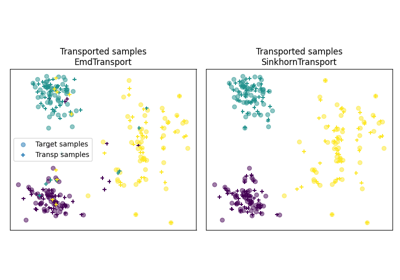 Transported samples
EmdTransport
Transported samples
SinkhornTransport
Target samples
Transp samples